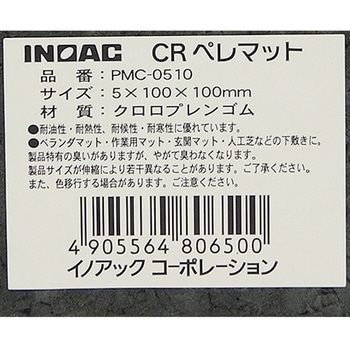 INOAC CRペレマット
品番:PMC-0510
サイズ:5×100×100mm
材質:クロロプレンゴム
●耐油性・耐熱性、耐候性・耐寒性に優れています。
●ベランダマット・作業用マット・玄関マット・人工芝などの下敷きに。
製品特有の臭いがありますが、やがて臭わなくなります。
製品サイズが伸縮により若干異なることがございます。
また、色移行する場合がありますのでご了承ください。
4 905564 806500
イノアック コーポレーション